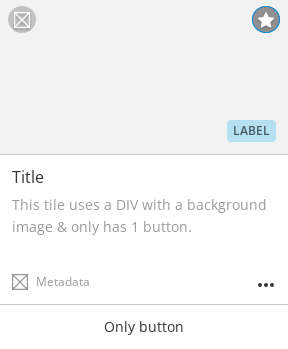 LABEL
Title
This tile uses a DIV with a background
image & only has 1 button.
Metadata
Only button